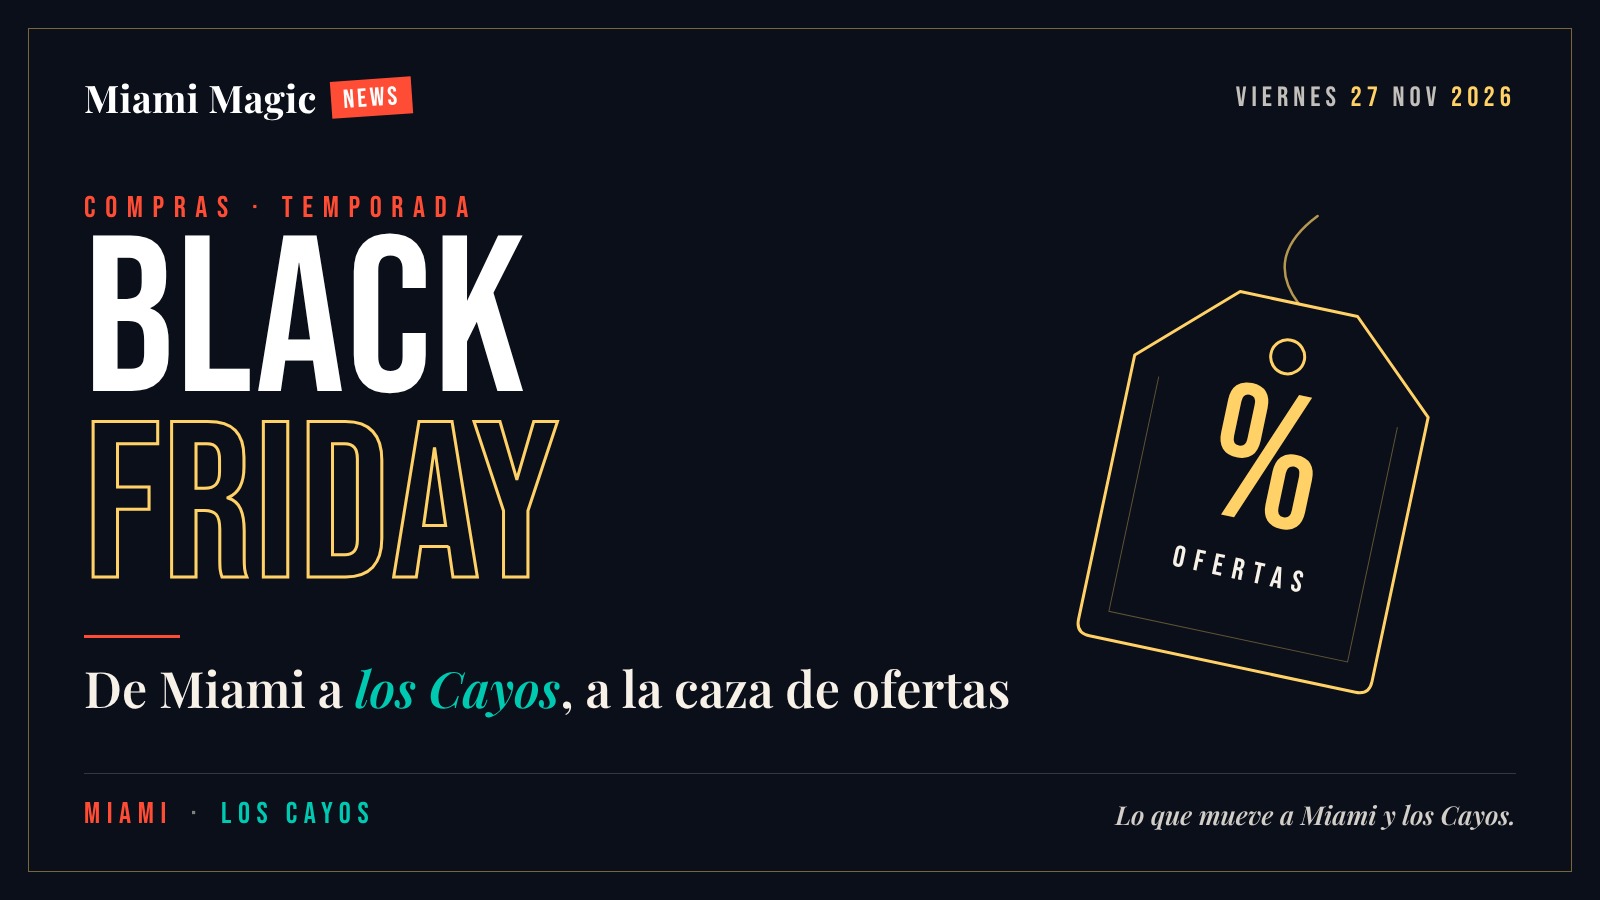 Miami Magic NEWS
VIERNES 27 NOV 2026
COMPRAS · TEMPORADA
BLACK
FRIDAY
%
OFERTAS
De Miami a los Cayos, a la caza de ofertas
MIAMI · LOS CAYOS
Lo que mueve a Miami y los Cayos.